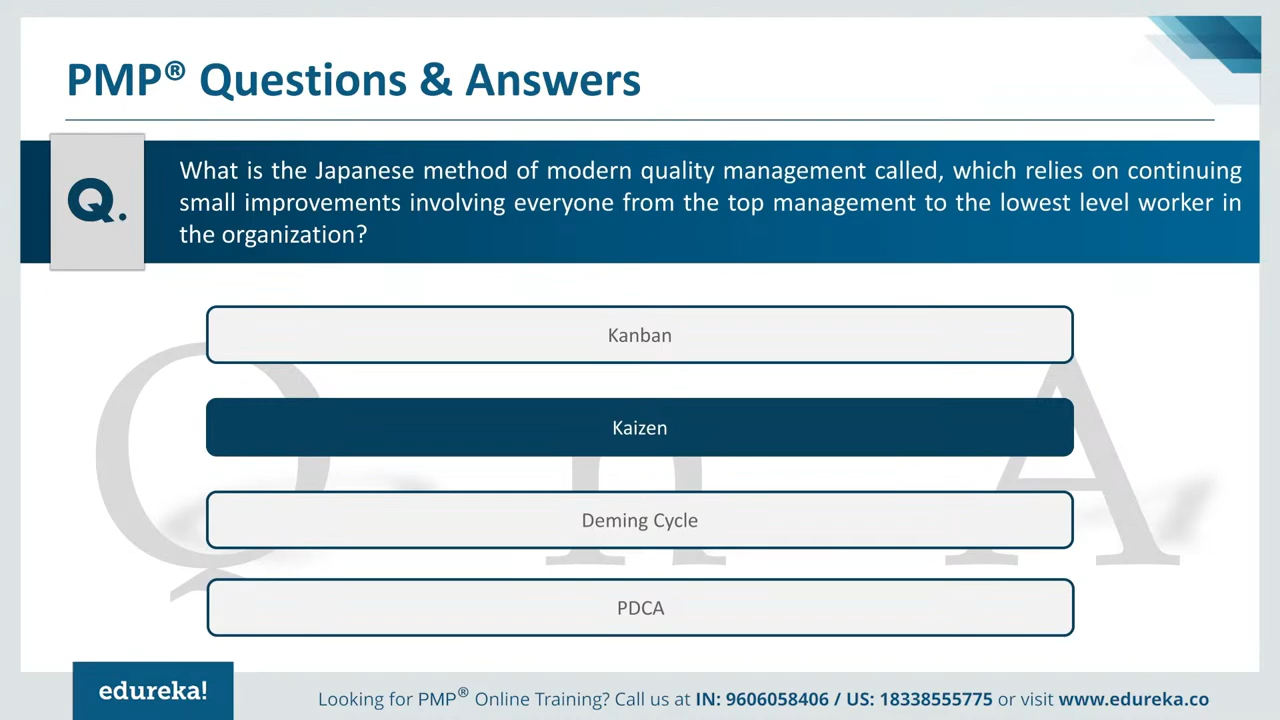 PMP® Questions & Answers
Q.
What is the Japanese method of modern quality management called, which relies on continuing
small improvements involving everyone from the top management to the lowest level worker in
the organization?
Kanban
Kaizen
Deming Cycle
PDCA
Q n A
edureka!
Looking for PMP® Online Training? Call us at IN: 9606058406 / US: 18338555775 or visit www.edureka.co